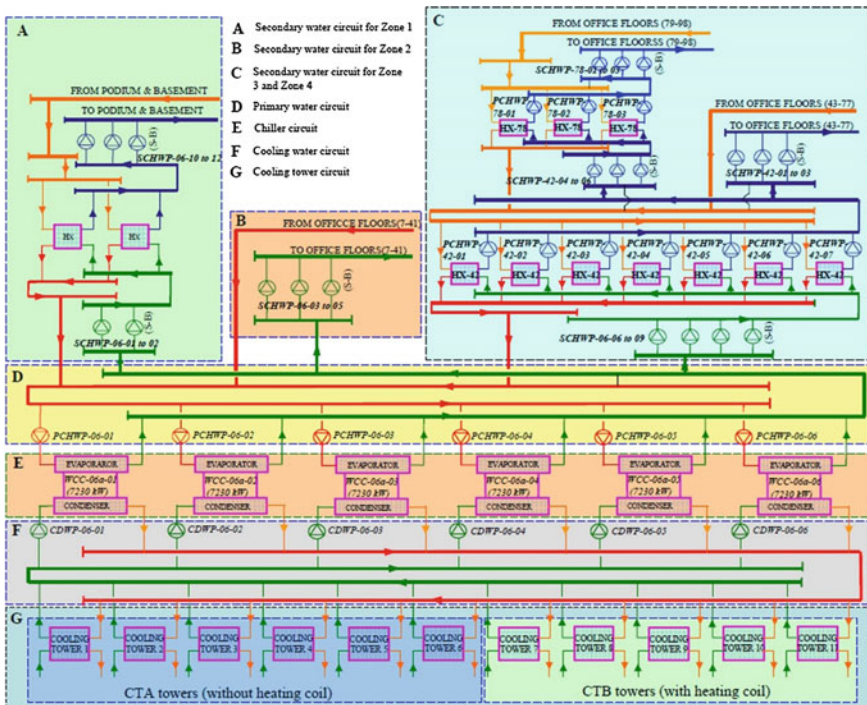 A
FROM PODIUM & BASEMENT
TO PODIUM & BASEMENT
(S-B)
SCHWP-06-10 to 12
HX
HX
(S-B)
SCHWP-06-01 to 02
A Secondary water circuit for Zone 1
B Secondary water circuit for Zone 2
C Secondary water circuit for Zone
3 and Zone 4
D Primary water circuit
E Chiller circuit
F Cooling water circuit
G Cooling tower circuit
B
FROM OFFICCE FLOORS(7-41)
TO OFFICE FLOORS(7-41)
(S-B)
SCHWP-06-03 to 05
C
FROM OFFICE FLOORS (79-98)
TO OFFICE FLOORSS (79-98)
SCHWP-78-01 to 03
(S-B)
PCHWP-
78-01
PCHWP-
78-02
PCHWP-
78-03
HX-78
HX-78
HX-78
FROM OFFICE FLOORS (43-77)
TO OFFICE FLOORS (43-77)
(S-B)
SCHWP-42-04 to 06
(S-B)
SCHWP-42-01 to 03
PCHWP-
42-01
PCHWP-
42-02
PCHWP-
42-03
PCHWP-
42-04
PCHWP-
42-05
PCHWP-
42-06
PCHWP-
42-07
HX-42
HX-42
HX-42
HX-42
HX-42
HX-42
HX-42
SCHWP-06-06 to 09
(S-B)
D
PCHWP-06-01
PCHWP-06-02
PCHWP-06-03
PCHWP-06-04
PCHWP-06-05
PCHWP-06-06
E
EVAPORAROR
EVAPORATOR
EVAPORATOR
EVAPORATOR
EVAPORATOR
EVAPORATOR
WCC-06a-01
(7230 kW)
WCC-06a-02
(7230 kW)
WCC-06a-03
(7230 kW)
WCC-06a-04
(7230 kW)
WCC-06a-05
(7230 kW)
WCC-06a-06
(7230 kW)
CONDENSER
CONDENSER
CONDENSER
CONDENSER
CONDENSER
CONDENSER
F
CDWP-06-01
CDWP-06-02
CDWP-06-03
CDWP-06-04
CDWP-06-05
CDWP-06-06
G
COOLING
TOWER 1
COOLING
TOWER 2
COOLING
TOWER 3
COOLING
TOWER 4
COOLING
TOWER 5
COOLING
TOWER 6
COOLING
TOWER 7
COOLING
TOWER 8
COOLING
TOWER 9
COOLING
TOWER 10
COOLING
TOWER 11
CTA towers (without heating coil)
CTB towers (with heating coil)